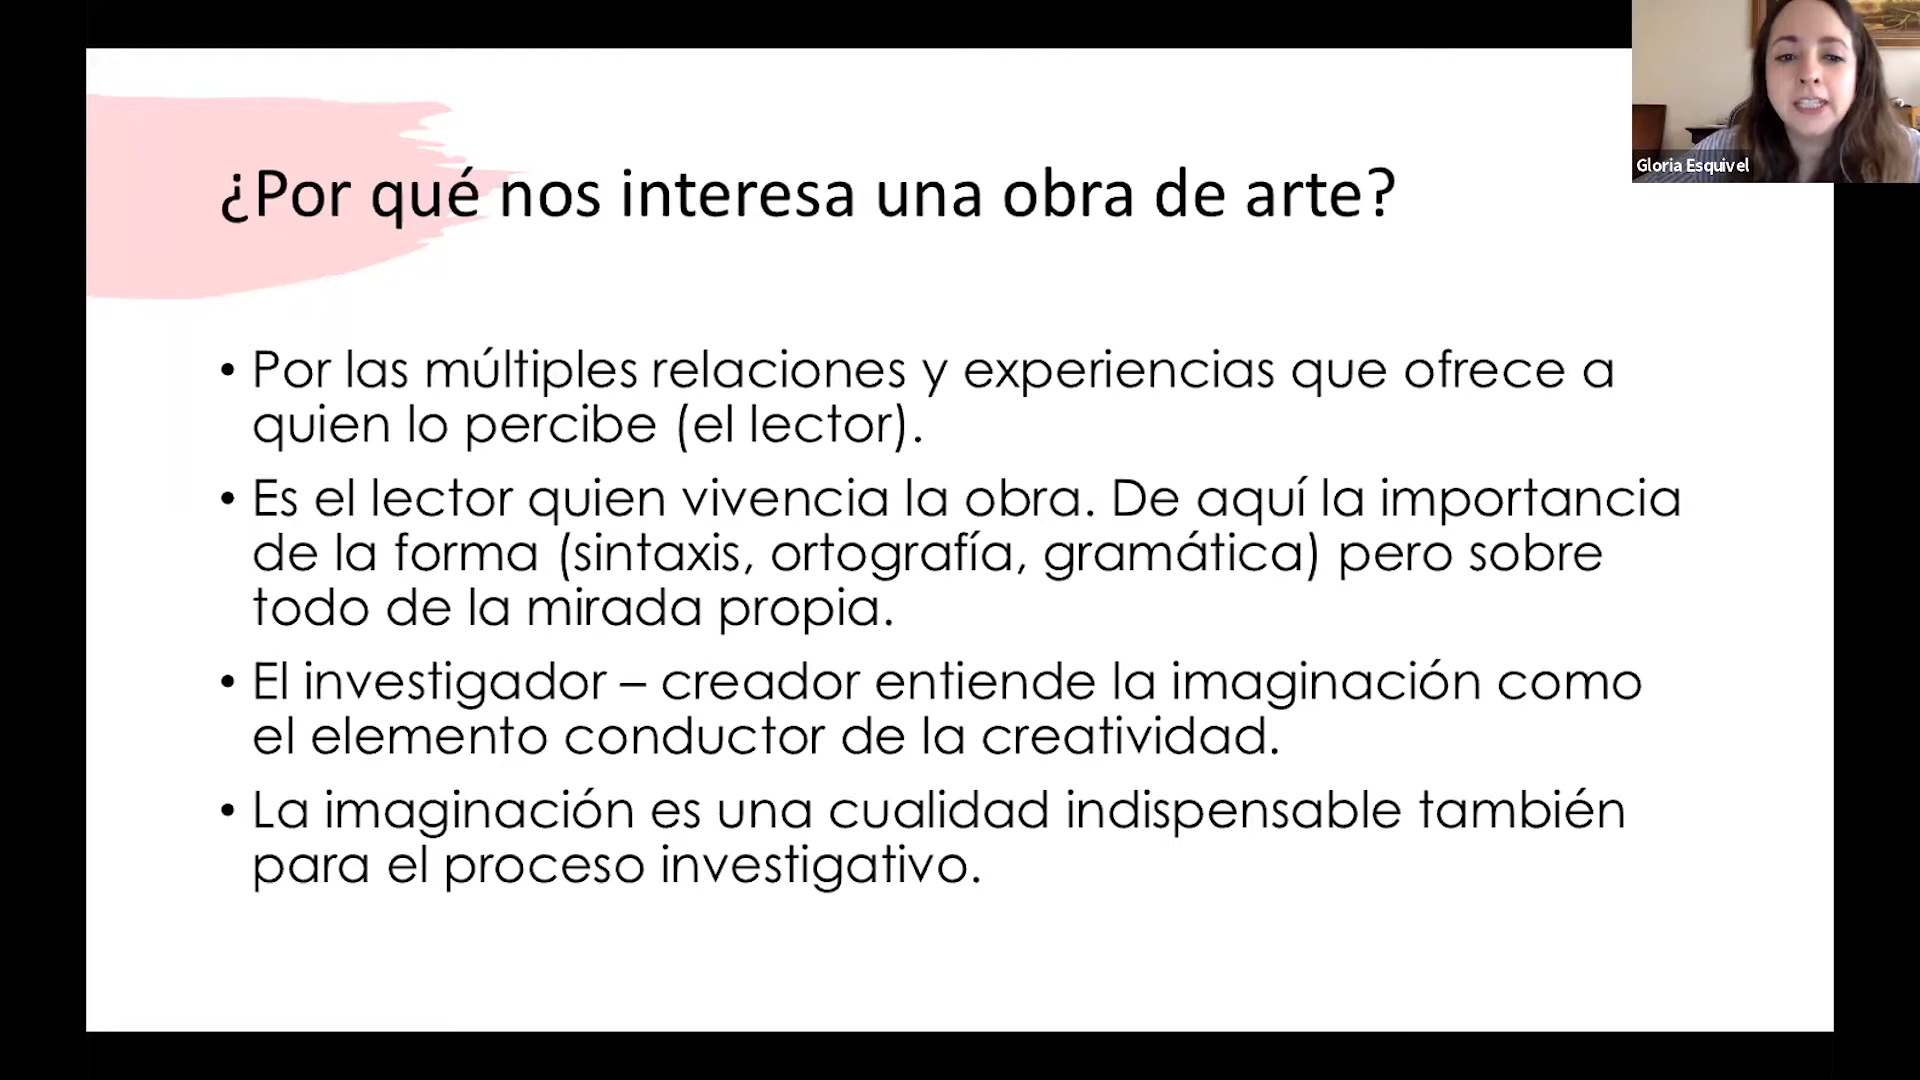 Gloria Esquivel
¿Por qué nos interesa una obra de arte?
• Por las múltiples relaciones y experiencias que ofrece a
quien lo percibe (el lector).
• Es el lector quien vivencia la obra. De aquí la importancia
de la forma (sintaxis, ortografía, gramática) pero sobre
todo de la mirada propia.
• El investigador – creador entiende la imaginación como
el elemento conductor de la creatividad.
• La imaginación es una cualidad indispensable también
para el proceso investigativo.